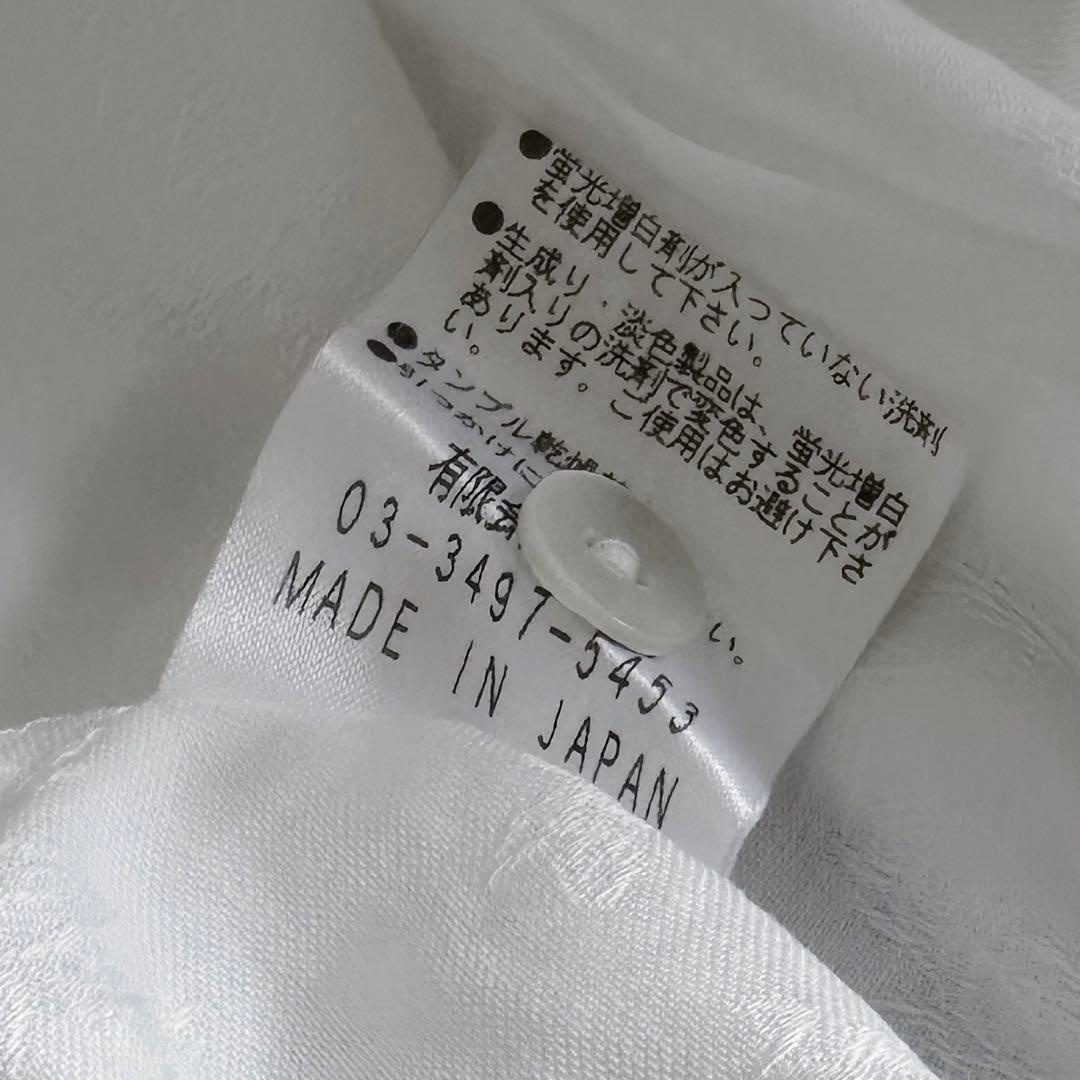 ●蛍光増白剤が入っていない洗剤
を使用して下さい。
●生成り・淡色製品は、蛍光増白
剤入りの洗剤で変色することが
あります。ご使用はお避け下さ
い。
●タンブル乾燥
い。
有限会
03-3497-5453
MADE IN JAPAN